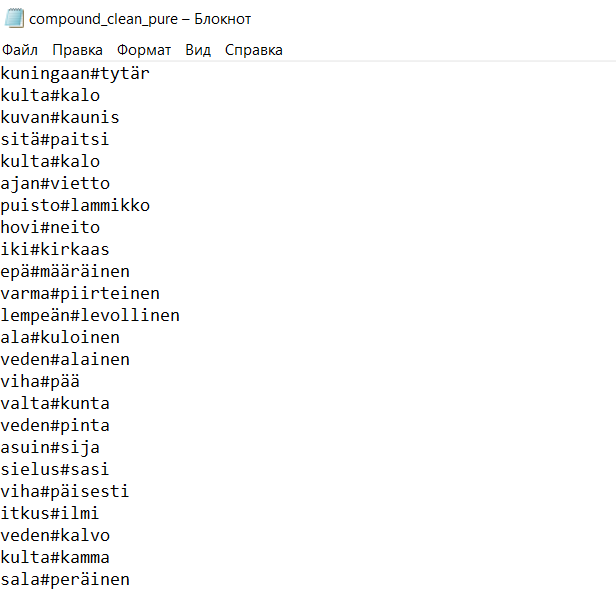 compound_clean_pure – Блокнот
Файл Правка Формат Вид Справка
kuningaan#tytär
kulta#kalo
kuvan#kaunis
sitä#paitsi
kulta#kalo
ajan#vietto
puisto#lammikko
hovi#neito
iki#kirkaas
epä#määräinen
varma#piirteinen
lempeän#levollinen
ala#kuloinen
veden#alainen
viha#pää
valta#kunta
veden#pinta
asuin#sija
sielus#sasi
viha#päisesti
itkus#ilmi
veden#kalvo
kulta#kamma
sala#peräinen